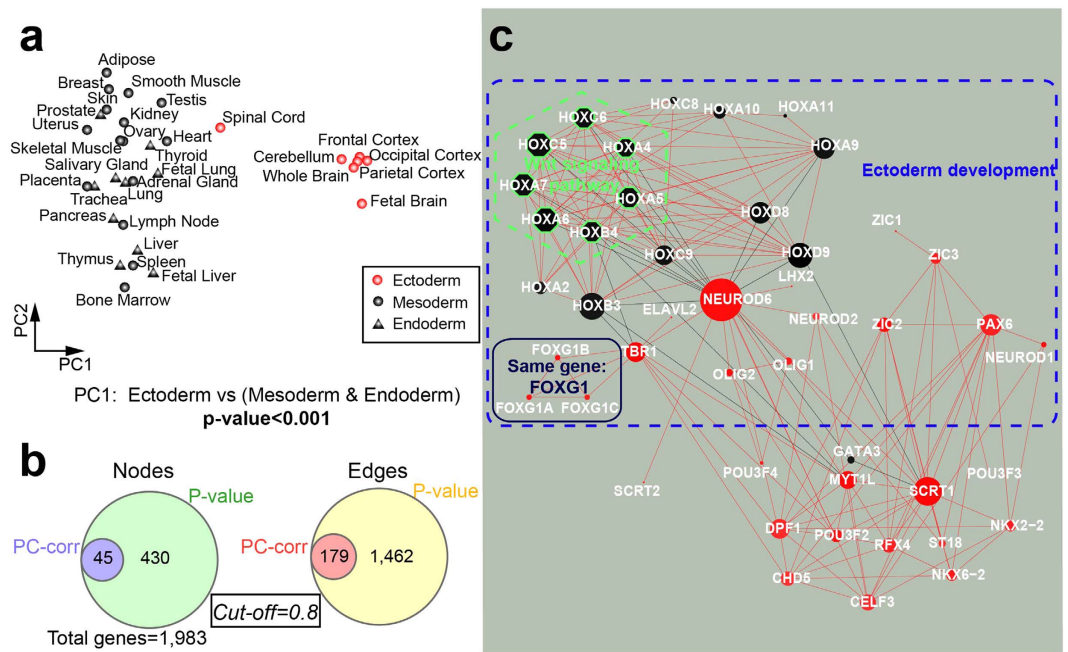 a
Adipose
Breast
Smooth Muscle
Skin
Testis
Prostate
Kidney
Uterus
Spinal Cord
Ovary
Heart
Skeletal Muscle
Frontal Cortex
Salivary Gland
Thyroid
Cerebellum
Occipital Cortex
Fetal Lung
Whole Brain
Parietal Cortex
Placenta
Adrenal Gland
Lung
Trachea
Fetal Brain
Pancreas
Lymph Node
Liver
Thymus
Spleen
Fetal Liver
Bone Marrow
Ectoderm
Mesoderm
Endoderm
PC2
PC1
PC1: Ectoderm vs (Mesoderm & Endoderm)
p-value<0.001
b
Nodes
Edges
P-value
P-value
PC-corr
45
430
PC-corr
179
1,462
Cut-off=0.8
Total genes=1,983
c
HOXC8
HOXA10
HOXA11
HOXC6
HOXC5
HOXA4
HOXA9
Wnt signaling
pathway
Ectoderm development
HOXA7
HOXA5
HOXA6
HOXD8
HOXB4
ZIC1
HOXC9
HOXD9
ZIC3
LHX2
HOXA2
HOXB3
ELAVL2
NEUROD6
NEUROD2
ZIC2
PAX6
FOXG1B
TBR1
NEUROD1
Same gene:
FOXG1
OLIG2
OLIG1
FOXG1A
FOXG1C
GATA3
POU3F4
POU3F3
MYT1L
SCRT2
SCRT1
DPF1
POU3F2
RFX4
ST18
NKX2-2
CHD5
NKX6-2
CELF3